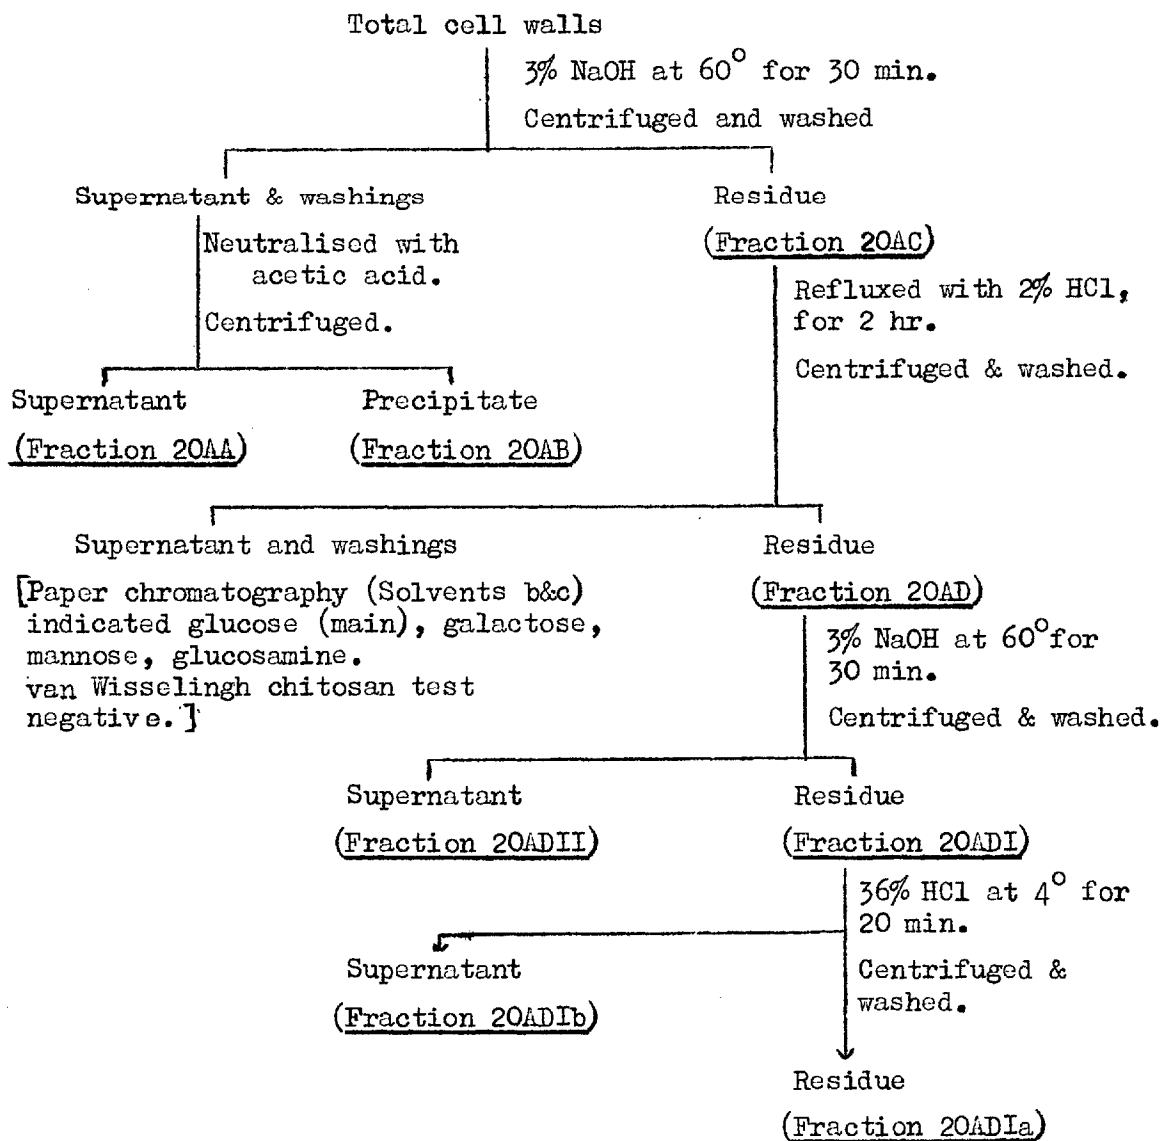 Total cell walls
3% NaOH at 60° for 30 min.
Centrifuged and washed
Supernatant & washings
Residue
(Fraction 20AC)
Neutralised with
acetic acid.
Centrifuged.
Refluxed with 2% HCl,
for 2 hr.
Centrifuged & washed.
Supernatant
(Fraction 20AA)
Precipitate
(Fraction 20AB)
Supernatant and washings
[Paper chromatography (Solvents b&c)
indicated glucose (main), galactose,
mannose, glucosamine.
van Wisselingh chitosan test
negative.]
Residue
(Fraction 20AD)
3% NaOH at 60° for
30 min.
Centrifuged & washed.
Supernatant
(Fraction 20ADII)
Residue
(Fraction 20ADI)
36% HCl at 4° for
20 min.
Centrifuged &
washed.
Supernatant
(Fraction 20ADIb)
Residue
(Fraction 20ADIa)